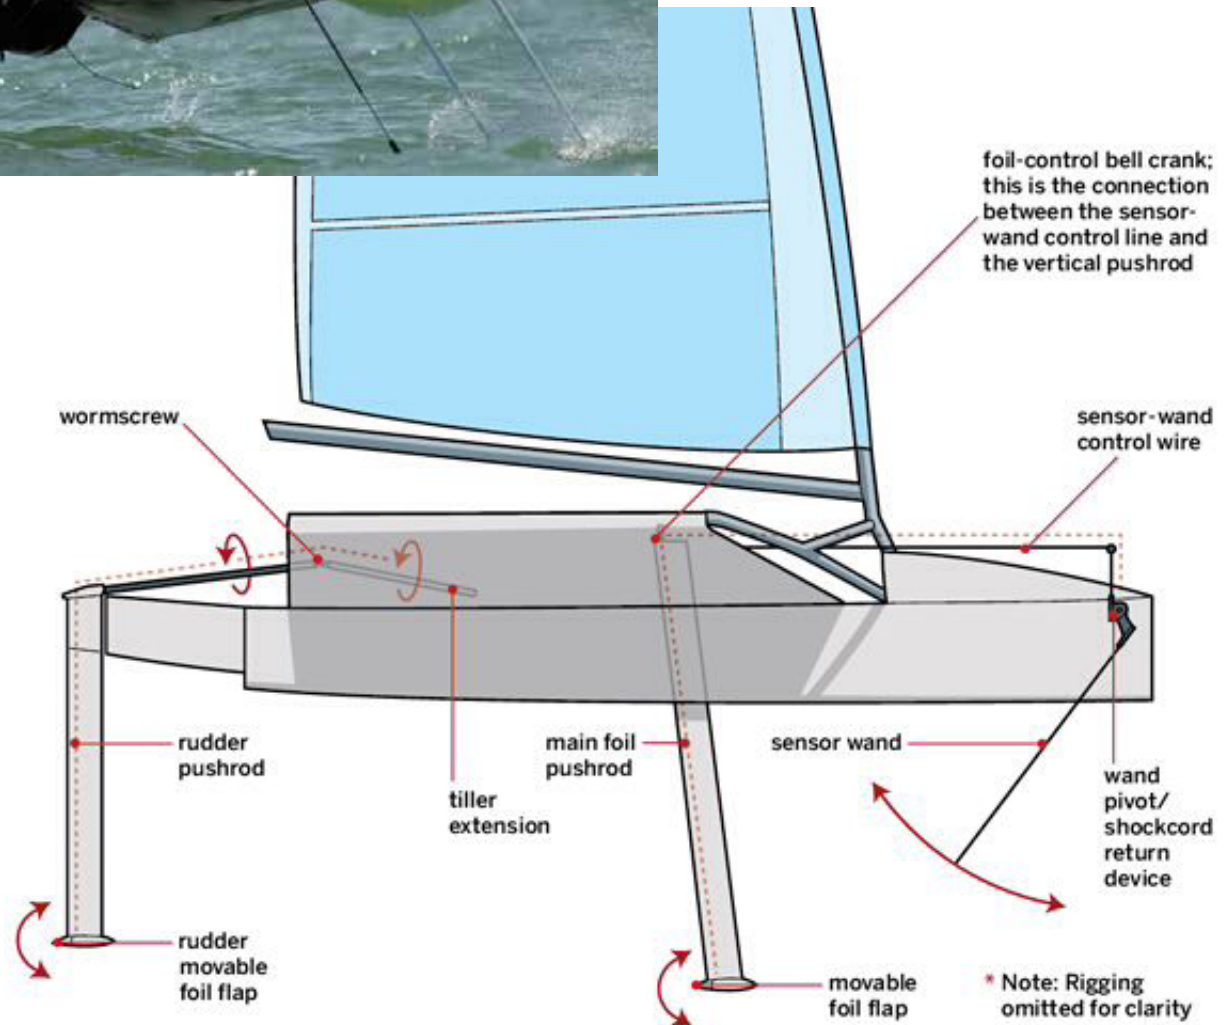 foil-control bell crank;
this is the connection
between the sensor-
wand control line and
the vertical pushrod
wormscrew
sensor-wand
control wire
rudder
pushrod
main foil
pushrod
sensor wand
tiller
extension
wand
pivot/
shockcord
return
device
rudder
movable
foil flap
movable
foil flap
* Note: Rigging
omitted for clarity